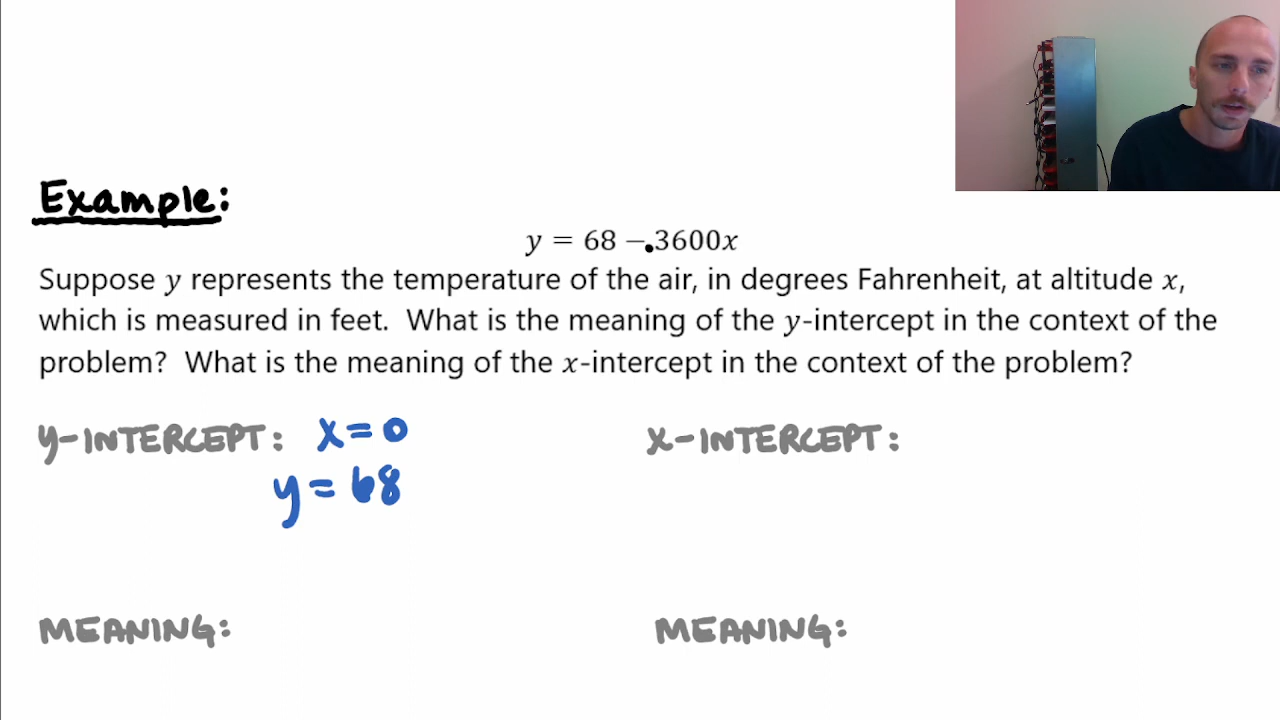 Example:
y = 68 −.3600x
Suppose y represents the temperature of the air, in degrees Fahrenheit, at altitude x,
which is measured in feet. What is the meaning of the y-intercept in the context of the
problem? What is the meaning of the x-intercept in the context of the problem?
Y-INTERCEPT: x=0
y=68
X-INTERCEPT:
MEANING:
MEANING: